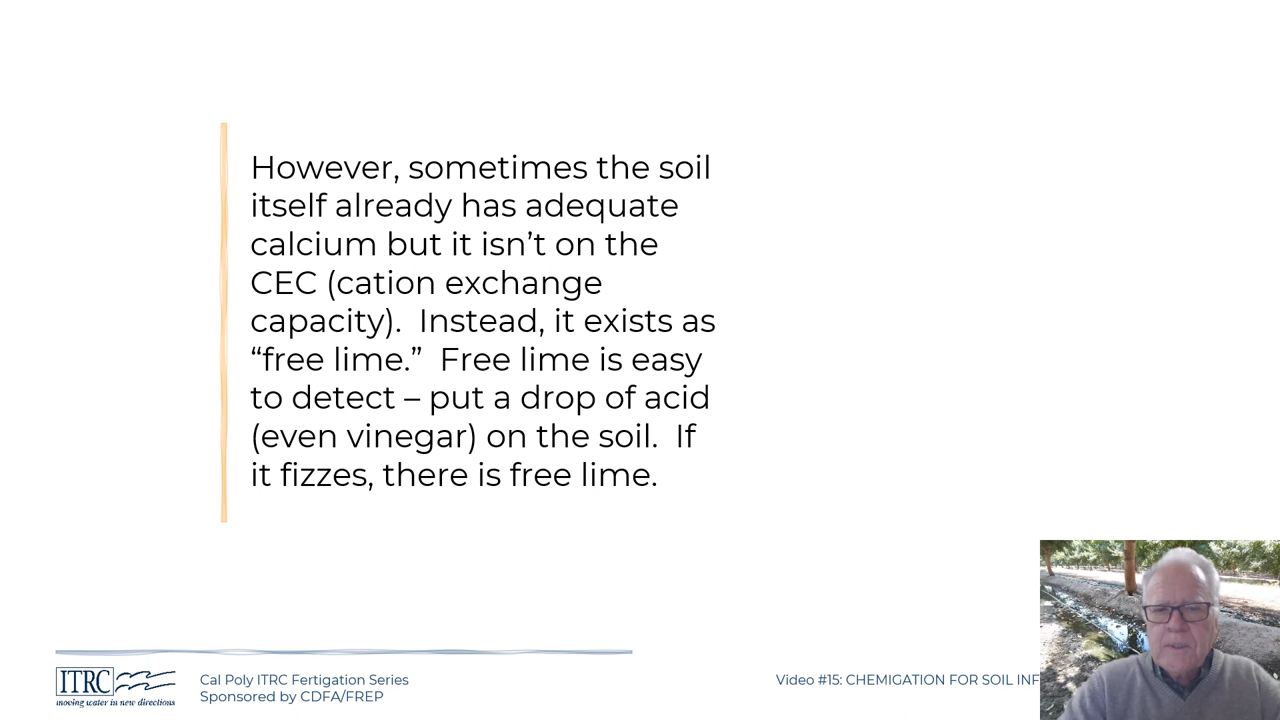 However, sometimes the soil
itself already has adequate
calcium but it isn’t on the
CEC (cation exchange
capacity).  Instead, it exists as
“free lime.”  Free lime is easy
to detect – put a drop of acid
(even vinegar) on the soil.  If
it fizzes, there is free lime.
ITRC
moving water in new directions
Cal Poly ITRC Fertigation Series
Sponsored by CDFA/FREP
Video #15: CHEMIGATION FOR SOIL INF